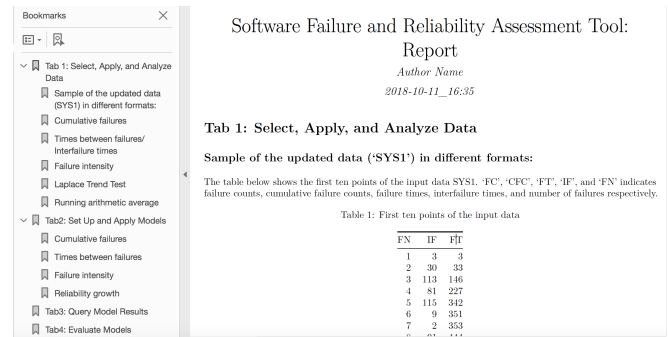 Bookmarks
Tab 1: Select, Apply, and Analyze
Data
Sample of the updated data
(SYS1) in different formats:
Cumulative failures
Times between failures/
Interfailure times
Failure intensity
Laplace Trend Test
Running arithmetic average
Tab2: Set Up and Apply Models
Cumulative failures
Times between failures
Failure intensity
Reliability growth
Tab3: Query Model Results
Tab4: Evaluate Models
Software Failure and Reliability Assessment Tool:
Report
Author Name
2018-10-11_16:35
Tab 1: Select, Apply, and Analyze Data
Sample of the updated data (‘SYS1’) in different formats:
The table below shows the first ten points of the input data SYS1. ‘FC’, ‘CFC’, ‘FT’, ‘IF’, and ‘FN’ indicates
failure counts, cumulative failure counts, failure times, interfailure times, and number of failures respectively.
Table 1: First ten points of the input data
FN IF FT
1 3 3
2 30 33
3 113 146
4 81 227
5 115 342
6 9 351
7 2 353